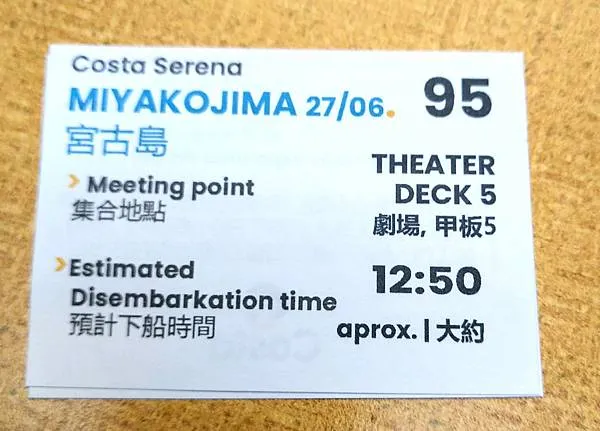 Costa Serena
MIYAKOJIMA 27/06. 95
宮古島
› Meeting point
集合地點
THEATER
DECK 5
劇場, 甲板5
›Estimated
Disembarkation time
預計下船時間
12:50
aprox. | 大約